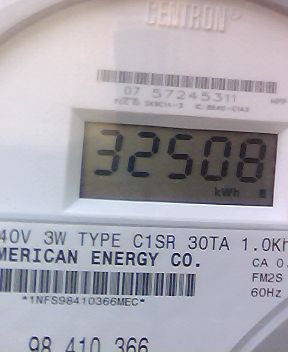 CENTRON®
07 57245311
32508
kWh
40V 3W TYPE C1SR 30TA 1.0Kh
MERICAN ENERGY CO.
CA 0.
FM2S
60Hz
*1NFS98410366MEC*
98 410 366